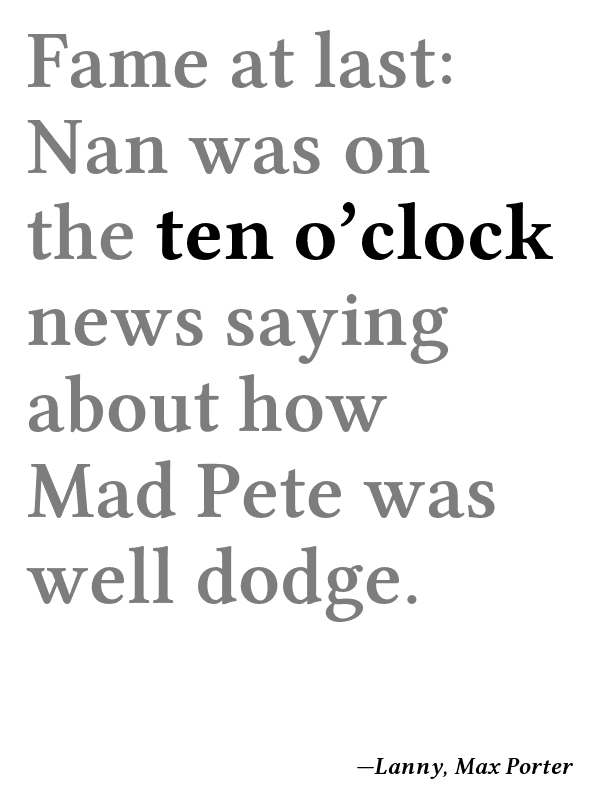 Fame at last:
Nan was on
the ten o’clock
news saying
about how
Mad Pete was
well dodge.
—Lanny, Max Porter